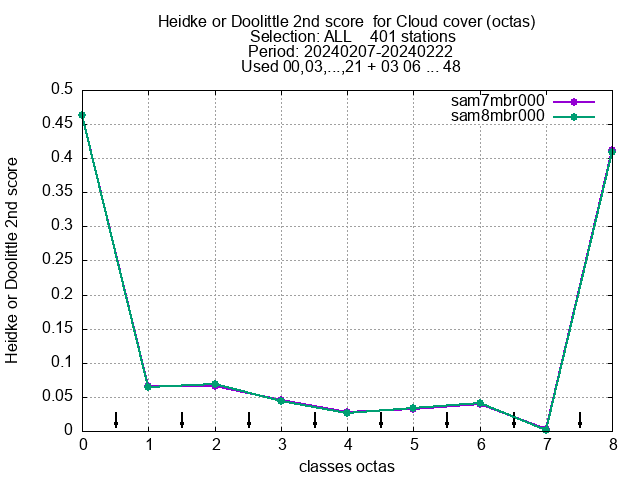 Heidke or Doolittle 2nd score  for Cloud cover (octas)
Selection: ALL    401 stations
Period: 20240207-20240222
Used 00,03,...,21 + 03 06 ... 48
sam7mbr000
sam8mbr000
0.5
0.45
0.4
0.35
0.3
0.25
0.2
0.15
0.1
0.05
0
Heidke or Doolittle 2nd score
0 1 2 3 4 5 6 7 8
classes octas